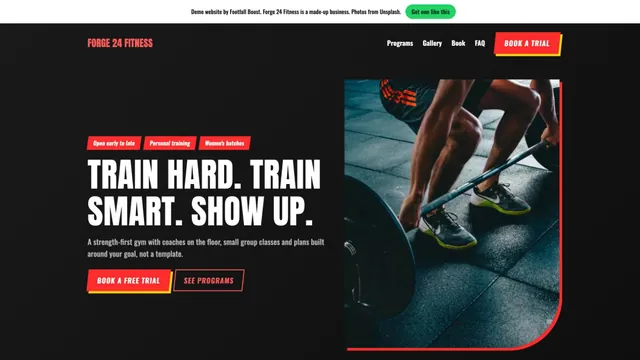 Demo website by Footfall Boost. Forge 24 Fitness is a made-up business. Photos from Unsplash.
Get one like this
FORGE 24 FITNESS
Programs
Gallery
Book
FAQ
BOOK A TRIAL
Open early to late
Personal training
Women's batches
TRAIN HARD. TRAIN
SMART. SHOW UP.
A strength-first gym with coaches on the floor, small group classes and plans built
around your goal, not a template.
BOOK A FREE TRIAL
SEE PROGRAMS